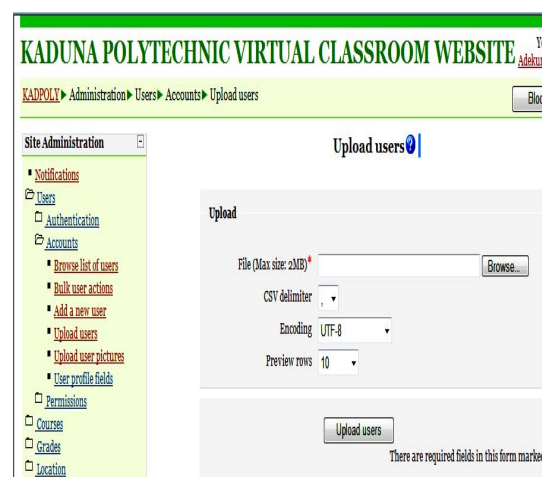 KADUNA POLYTECHNIC VIRTUAL CLASSROOM WEBSITE
KADPOLY ► Administration ► Users ► Accounts ► Upload users
Site Administration
Notifications
Users
Authentication
Accounts
Browse list of users
Bulk user actions
Add a new user
Upload users
Upload user pictures
User profile fields
Permissions
Courses
Grades
Location
Upload users
Upload
File (Max size: 2MB)*
Browse...
CSV delimiter ,
Encoding UTF-8
Preview rows 10
Upload users
There are required fields in this form